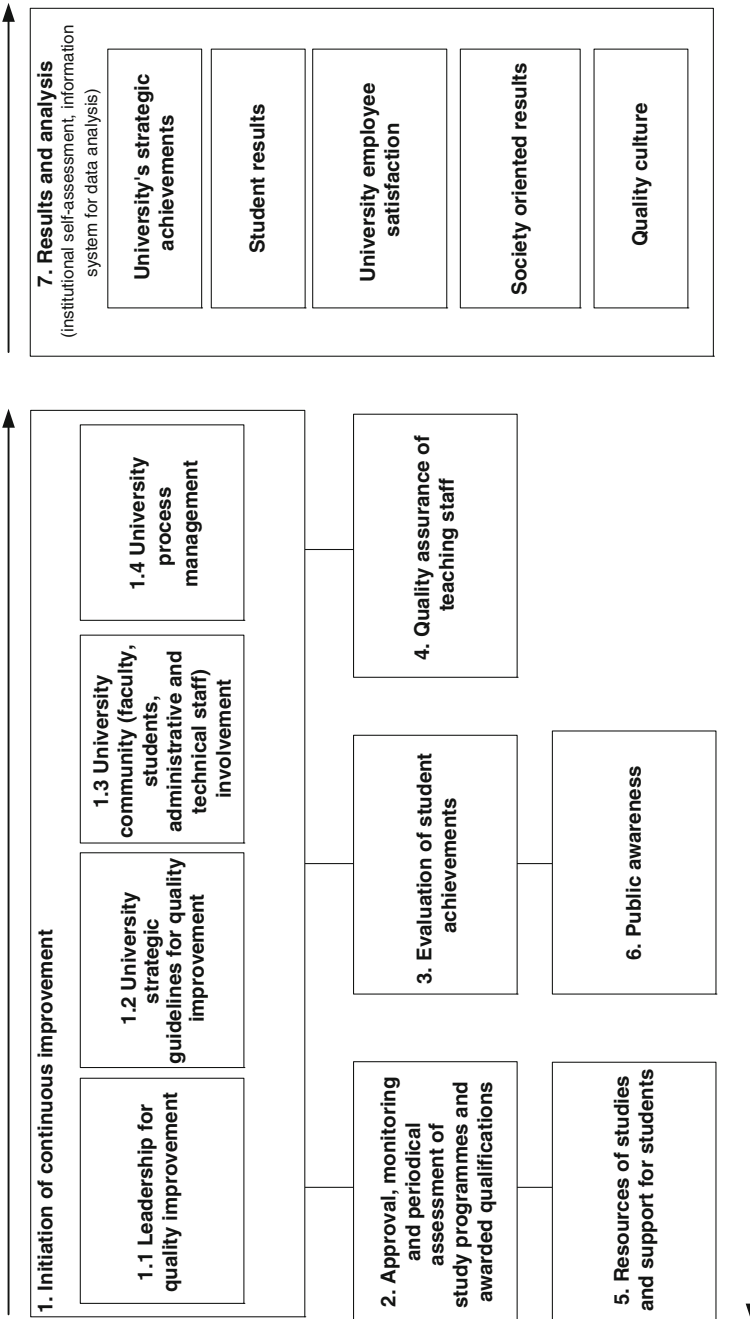 1. Initiation of continuous improvement
1.1 Leadership for
quality improvement
1.2 University
strategic
guidelines for quality
improvement
1.3 University
community (faculty,
students,
administrative and
technical staff)
involvement
1.4 University
process
management
2. Approval, monitoring
and periodical
assessment of
study programmes and
awarded qualifications
3. Evaluation of student
achievements
4. Quality assurance of
teaching staff
5. Resources of studies
and support for students
6. Public awareness
7. Results and analysis
(institutional self-assessment, information
system for data analysis)
University's strategic
achievements
Student results
University employee
satisfaction
Society oriented results
Quality culture